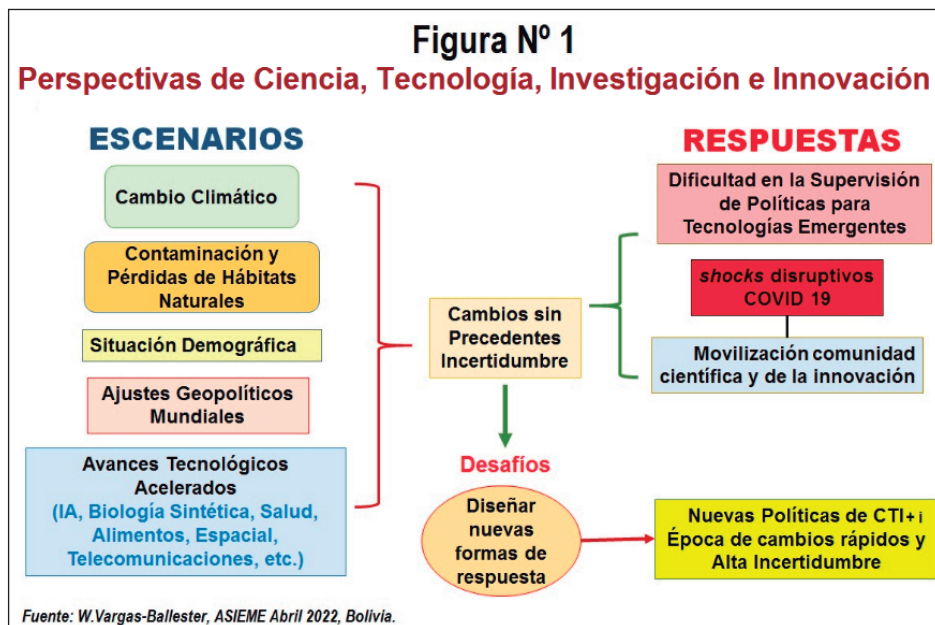 Figura Nº 1
Perspectivas de Ciencia, Tecnología, Investigación e Innovación
ESCENARIOS
Cambio Climático
Contaminación y
Pérdidas de Hábitats
Naturales
Situación Demográfica
Ajustes Geopolíticos
Mundiales
Avances Tecnológicos
Acelerados
(IA, Biología Sintética, Salud,
Alimentos, Espacial,
Telecomunicaciones, etc.)
Cambios sin
Precedentes
Incertidumbre
Desafíos
Diseñar
nuevas
formas de
respuesta
RESPUESTAS
Dificultad en la Supervisión
de Políticas para
Tecnologías Emergentes
shocks disruptivos
COVID 19
Movilización comunidad
científica y de la innovación
Nuevas Políticas de CTI+ i
Época de cambios rápidos y
Alta Incertidumbre
Fuente: W.Vargas-Ballester, ASIEME Abril 2022, Bolivia.